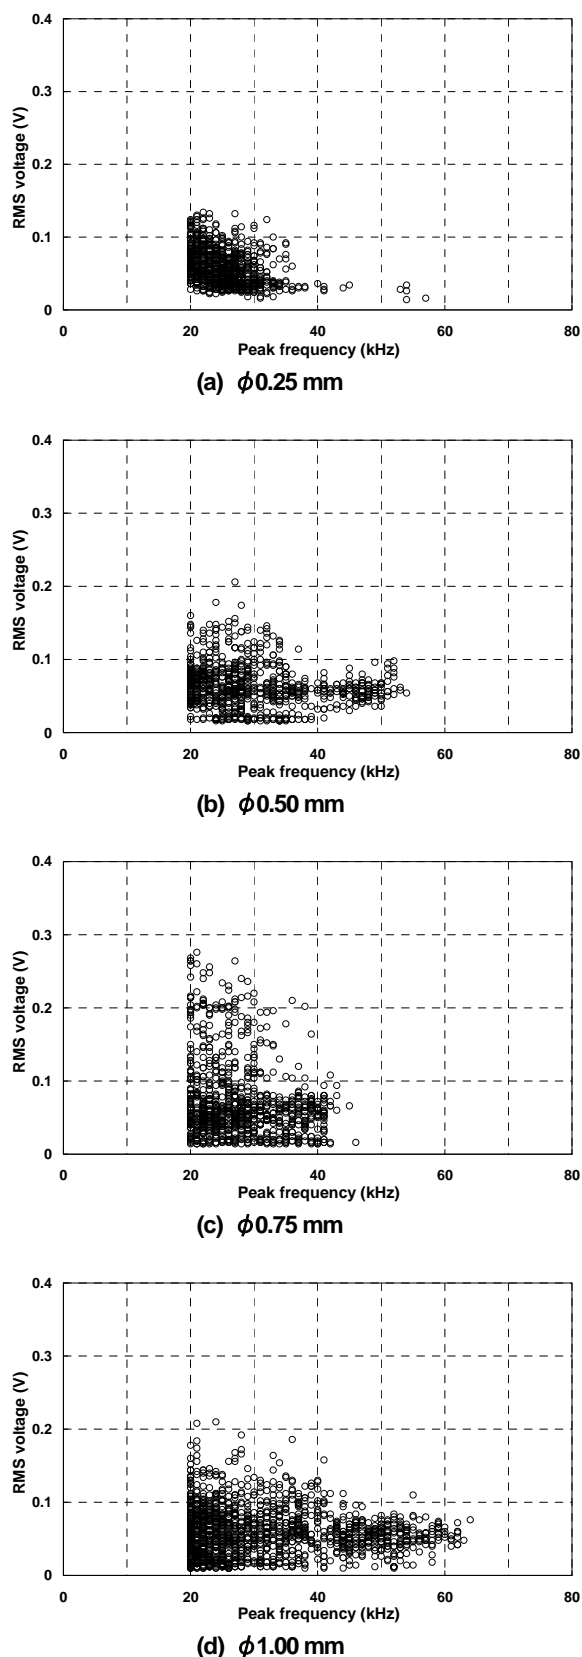 0.4
0.3
0.2
0.1
0
RMS voltage (V)
0 20 40 60 80
Peak frequency (kHz)
(a) ϕ0.25 mm
0.4
0.3
0.2
0.1
0
RMS voltage (V)
0 20 40 60 80
Peak frequency (kHz)
(b) ϕ0.50 mm
0.4
0.3
0.2
0.1
0
RMS voltage (V)
0 20 40 60 80
Peak frequency (kHz)
(c) ϕ0.75 mm
0.4
0.3
0.2
0.1
0
RMS voltage (V)
0 20 40 60 80
Peak frequency (kHz)
(d) ϕ1.00 mm